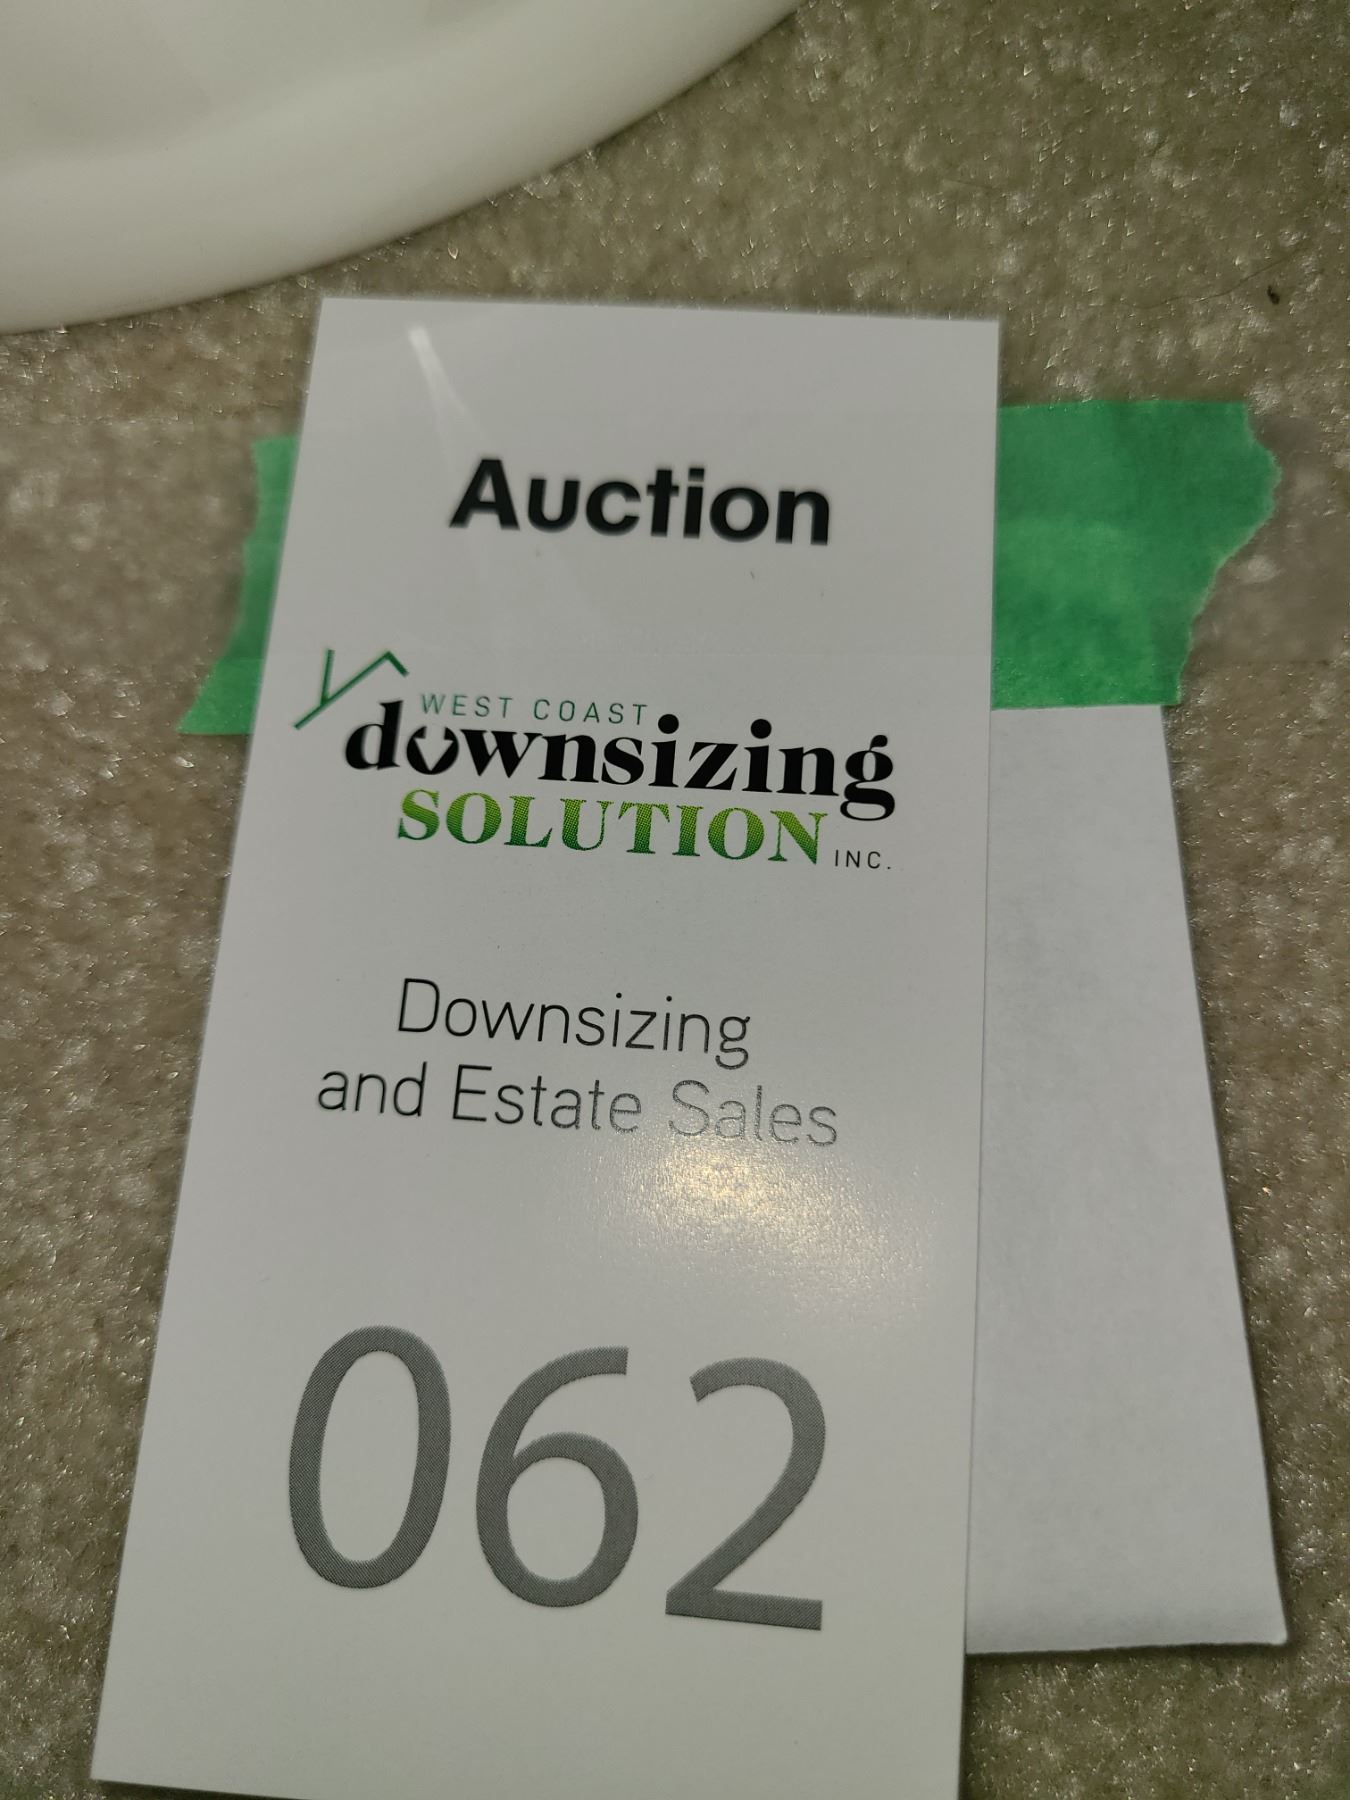 Auction
WEST COAST
downsizing
SOLUTION INC.
Downsizing
and Estate Sales
062